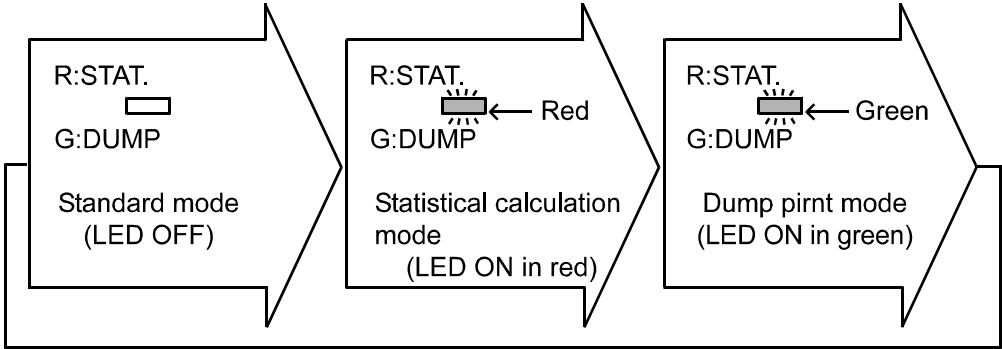 R:STAT.
G:DUMP
Standard mode
(LED OFF)
R:STAT.
Red
G:DUMP
Statistical calculation
mode
(LED ON in red)
R:STAT.
Green
G:DUMP
Dump pirnt mode
(LED ON in green)